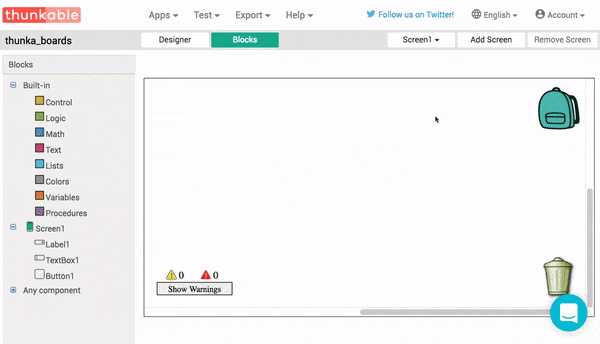 thunkable
Apps Test Export Help Follow us on Twitter! English Account
thunka_boards Designer Blocks Screen1 Add Screen Remove Screen
Blocks
Built-in
Control
Logic
Math
Text
Lists
Colors
Variables
Procedures
Screen1
Label1
TextBox1
Button1
Any component
0 0
Show Warnings